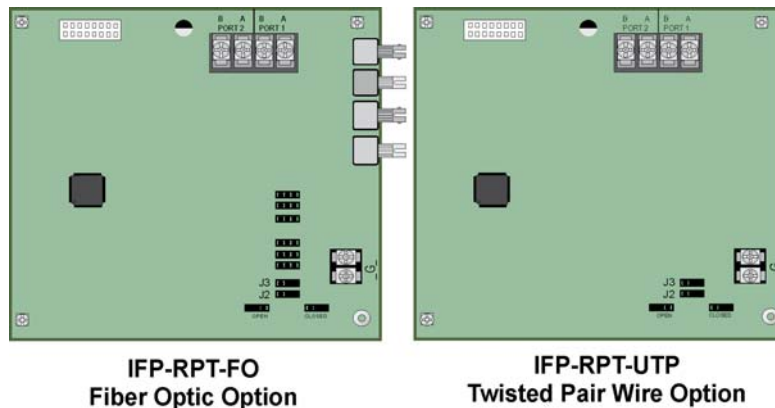 B A B A
PORT 2 PORT 1
_G_
J3
J2
OPEN CLOSED
IFP-RPT-FO
Fiber Optic Option
B A B A
PORT 2 PORT 1
G
J3
J2
OPEN CLOSED
IFP-RPT-UTP
Twisted Pair Wire Option